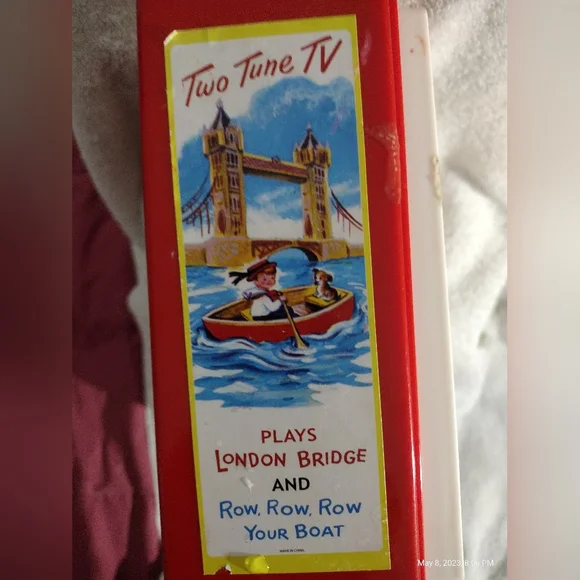 Two Tune TV
PLAYS
LONDON BRIDGE
AND
ROW, ROW, ROW
YOUR BOAT
MADE IN CHINA